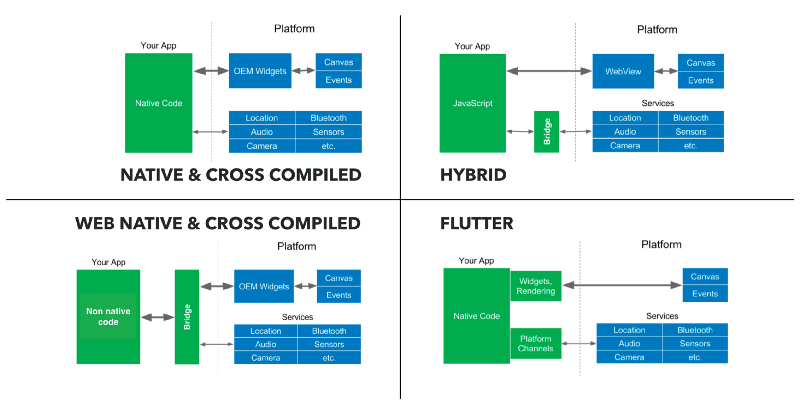 Platform
Your App
Native Code
OEM Widgets
Canvas
Events
Location Bluetooth
Audio Sensors
Camera etc.
NATIVE & CROSS COMPILED
Platform
Your App
JavaScript
WebView
Canvas
Events
Services
Bridge
Location Bluetooth
Audio Sensors
Camera etc.
HYBRID
WEB NATIVE & CROSS COMPILED
Platform
Your App
Non native
code
Bridge
OEM Widgets
Canvas
Events
Services
Location Bluetooth
Audio Sensors
Camera etc.
FLUTTER
Platform
Your App
Native Code
Widgets,
Rendering
Canvas
Events
Services
Platform
Channels
Location Bluetooth
Audio Sensors
Camera etc.